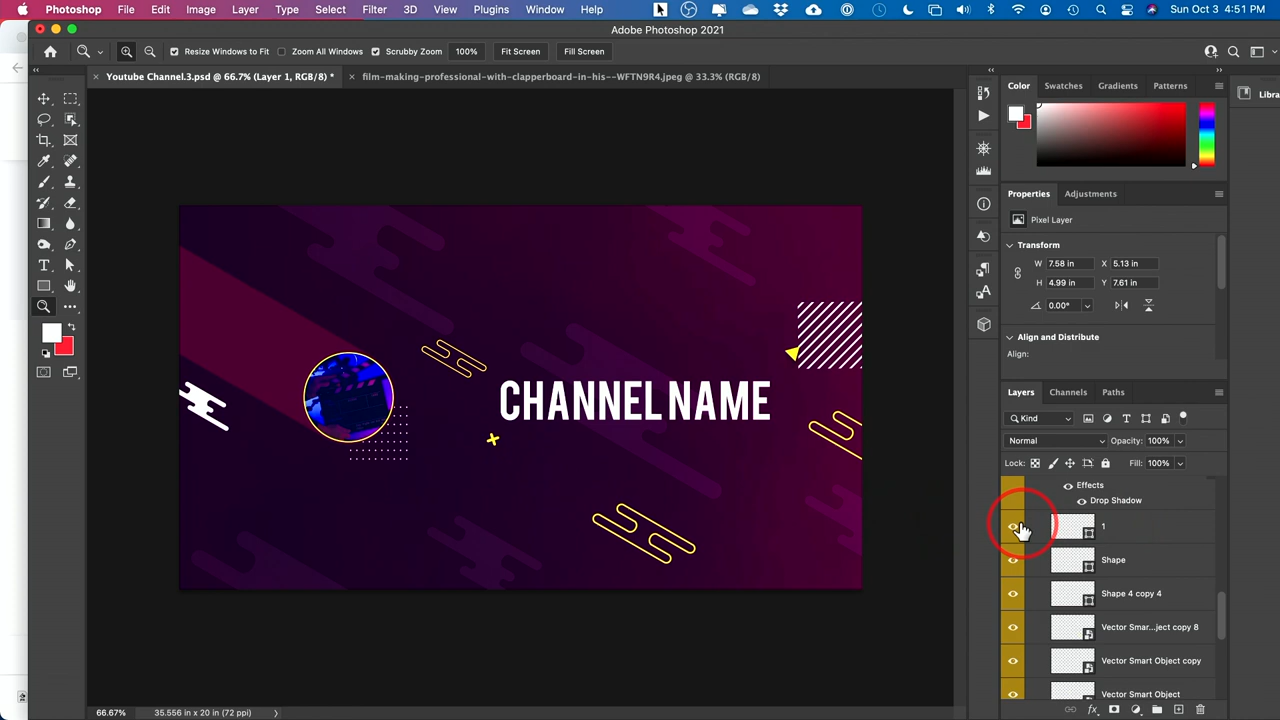 Photoshop File Edit Image Layer Type Select Filter 3D View Plugins Window Help Sun Oct 3 4:51 PM
Adobe Photoshop 2021
Resize Windows to Fit Zoom All Windows Scrubby Zoom 100% Fit Screen Fill Screen
Youtube Channel.3.psd @ 66.7% (Layer 1, RGB/8) * film-making-professional-with-clapperboard-in-his--WFTN9R4.jpeg @ 33.3% (RGB/8)
Color Swatches Gradients Patterns
Libra
Properties Adjustments
Pixel Layer
Transform
W 7.58 in X 5.13 in
H 4.99 in Y 7.61 in
0.00°
Align and Distribute
Align:
CHANNEL NAME
Layers Channels Paths
Kind
Normal Opacity: 100%
Lock: Fill: 100%
Effects
Drop Shadow
1
Shape
Shape 4 copy 4
Vector Smar...ject copy 8
Vector Smart Object copy
Vector Smart Object
66.67% 35.556 in x 20 in (72 ppi)